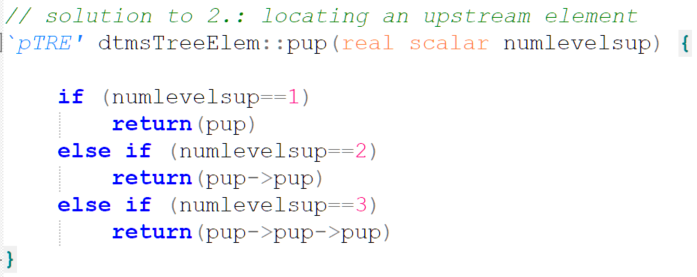 // solution to 2.: locating an upstream element
`pTRE' dtmsTreeElem::pup(real scalar numlevelsup) {
if (numlevelsup==1)
return(pup)
else if (numlevelsup==2)
return(pup->pup)
else if (numlevelsup==3)
return(pup->pup->pup)
}